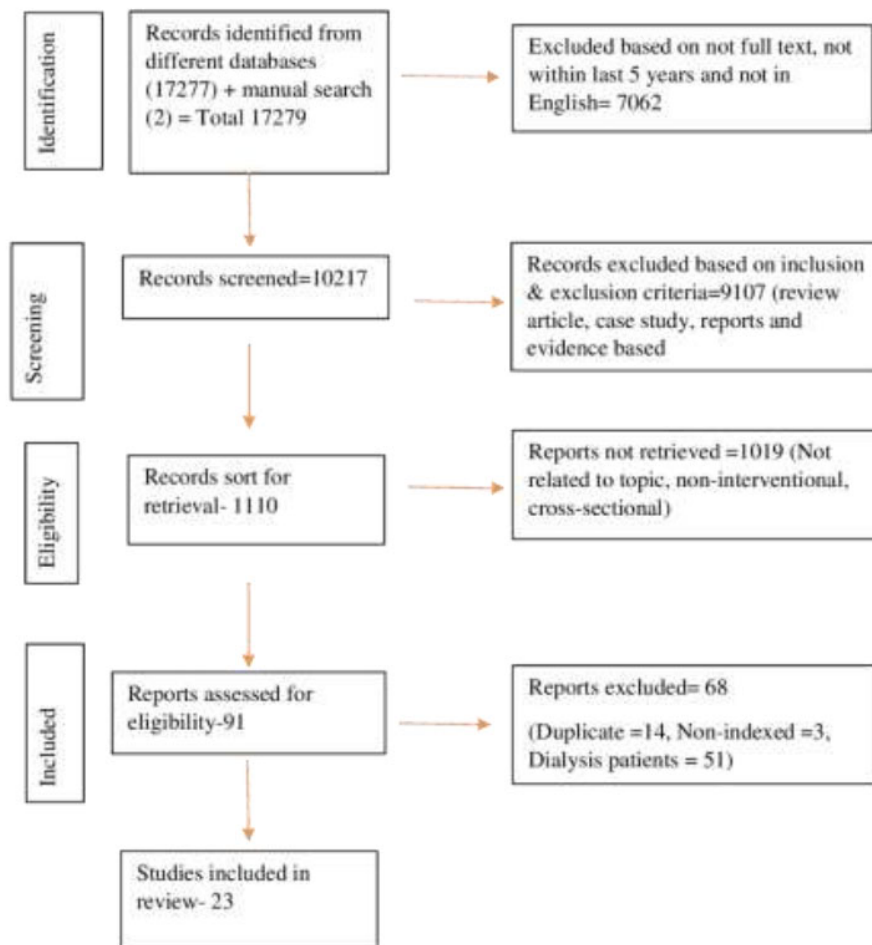 Identification
Records identified from
different databases
(17277) + manual search
(2) = Total 17279
Excluded based on not full text, not
within last 5 years and not in
English= 7062
Screening
Records screened=10217
Records excluded based on inclusion
& exclusion criteria=9107 (review
article, case study, reports and
evidence based
Eligibility
Records sort for
retrieval- 1110
Reports not retrieved =1019 (Not
related to topic, non-interventional,
cross-sectional)
Included
Reports assessed for
eligibility-91
Reports excluded= 68
(Duplicate =14, Non-indexed =3,
Dialysis patients = 51)
Studies included in
review- 23